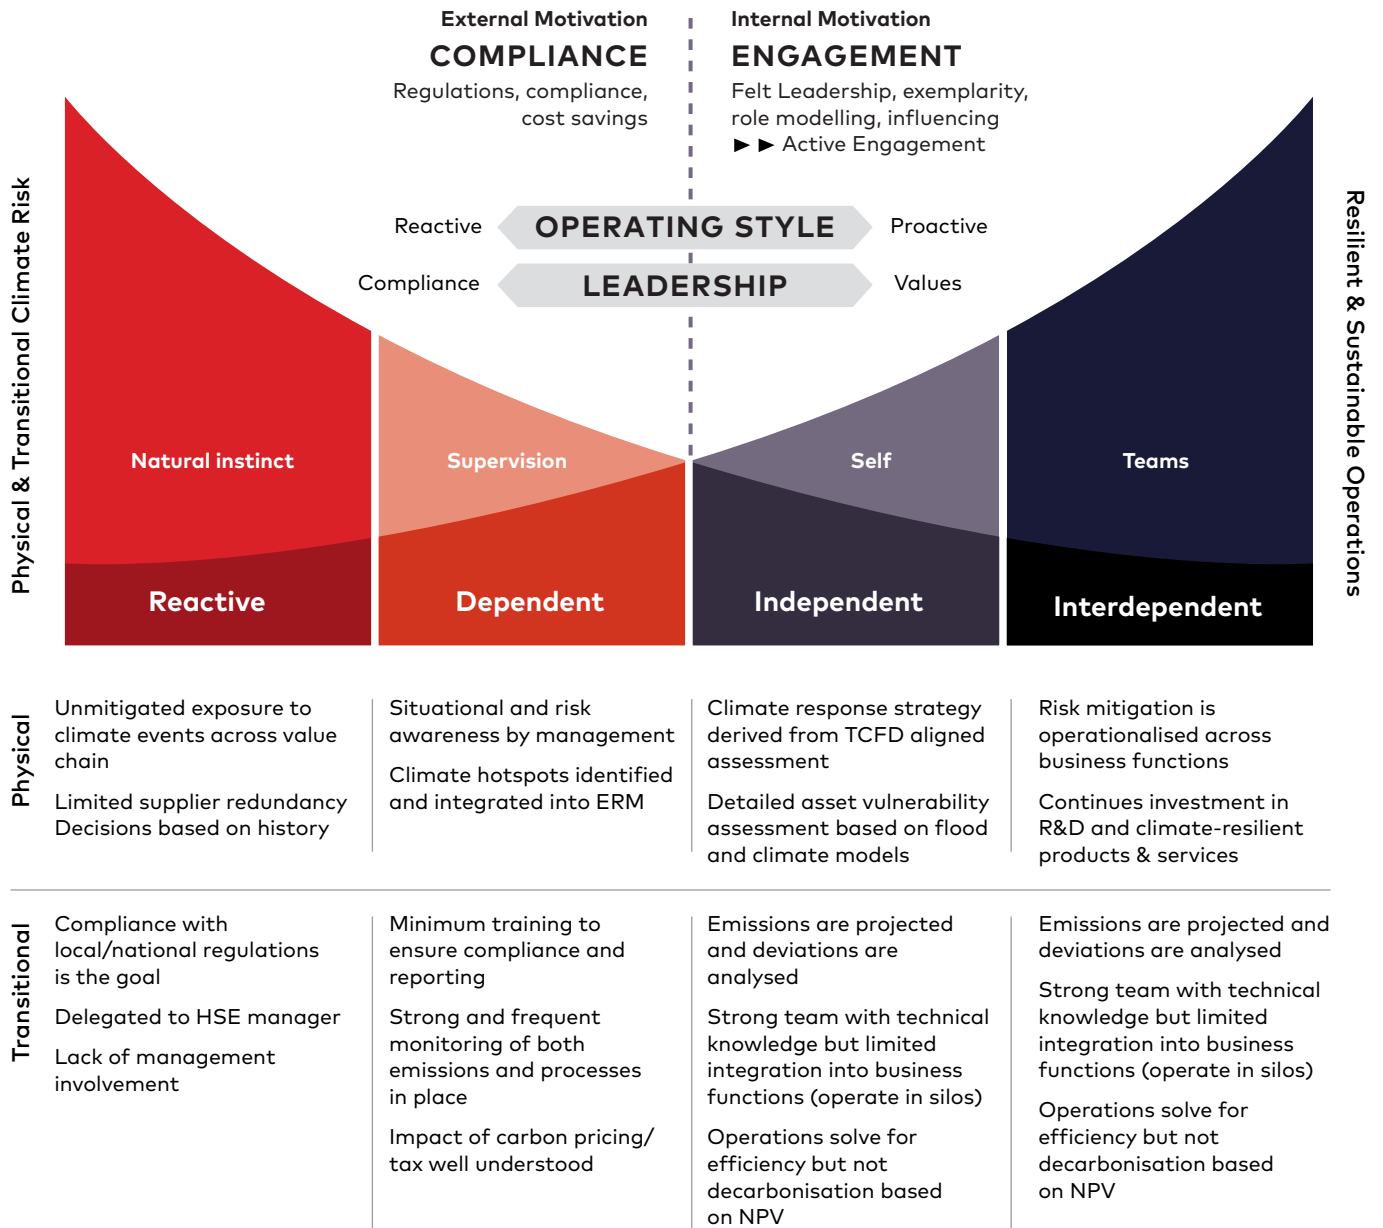 External Motivation
COMPLIANCE
Regulations, compliance,
cost savings
Internal Motivation
ENGAGEMENT
Felt Leadership, exemplarity,
role modelling, influencing
►► Active Engagement
Reactive
OPERATING STYLE
Proactive
Compliance
LEADERSHIP
Values
Physical & Transitional Climate Risk
Resilient & Sustainable Operations
Natural instinct
Supervision
Self
Teams
Reactive
Dependent
Independent
Interdependent
Physical
Unmitigated exposure to
climate events across value
chain
Limited supplier redundancy
Decisions based on history
Situational and risk
awareness by management
Climate hotspots identified
and integrated into ERM
Climate response strategy
derived from TCFD aligned
assessment
Detailed asset vulnerability
assessment based on flood
and climate models
Risk mitigation is
operationalised across
business functions
Continues investment in
R&D and climate-resilient
products & services
Transitional
Compliance with
local/national regulations
is the goal
Delegated to HSE manager
Lack of management
involvement
Minimum training to
ensure compliance and
reporting
Strong and frequent
monitoring of both
emissions and processes
in place
Impact of carbon pricing/
tax well understood
Emissions are projected
and deviations are
analysed
Strong team with technical
knowledge but limited
integration into business
functions (operate in silos)
Operations solve for
efficiency but not
decarbonisation based
on NPV
Emissions are projected and
deviations are analysed
Strong team with technical
knowledge but limited
integration into business
functions (operate in silos)
Operations solve for
efficiency but not
decarbonisation based
on NPV